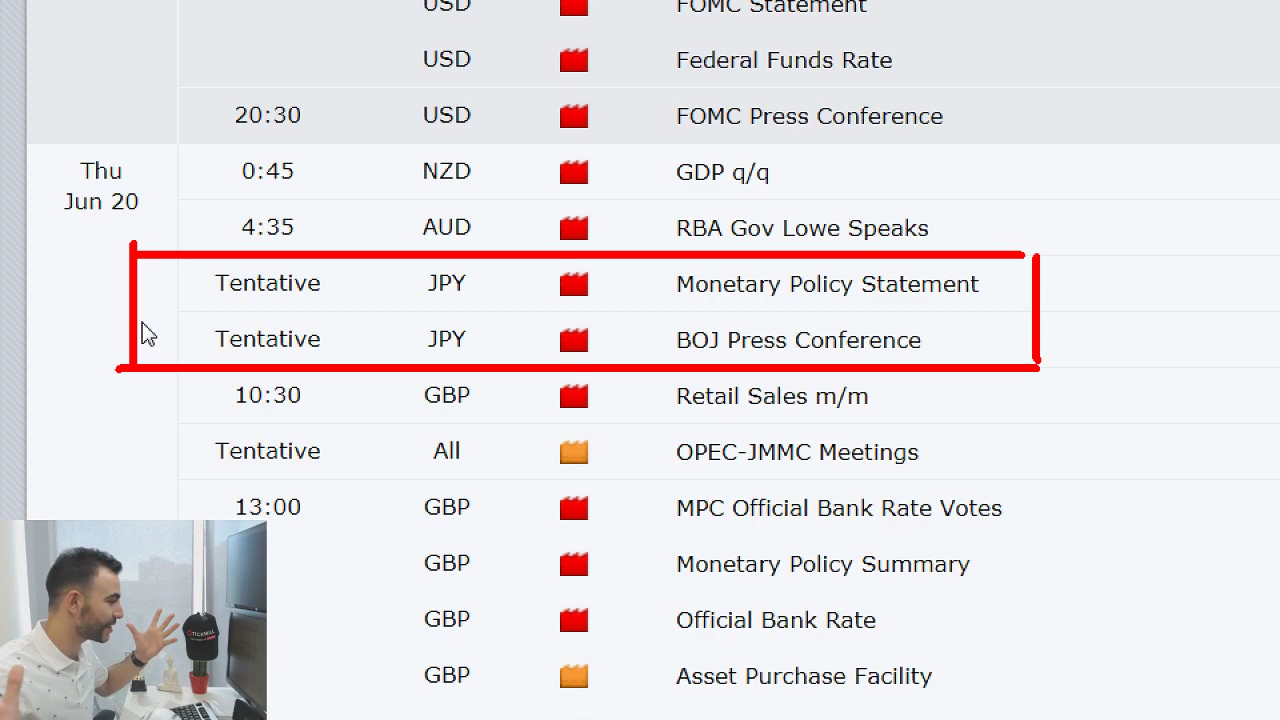 USD FOMC Statement
USD Federal Funds Rate
20:30 USD FOMC Press Conference
Thu
Jun 20
0:45 NZD GDP q/q
4:35 AUD RBA Gov Lowe Speaks
Tentative JPY Monetary Policy Statement
Tentative JPY BOJ Press Conference
10:30 GBP Retail Sales m/m
Tentative All OPEC-JMMC Meetings
13:00 GBP MPC Official Bank Rate Votes
GBP Monetary Policy Summary
GBP Official Bank Rate
GBP Asset Purchase Facility
TICKMILL